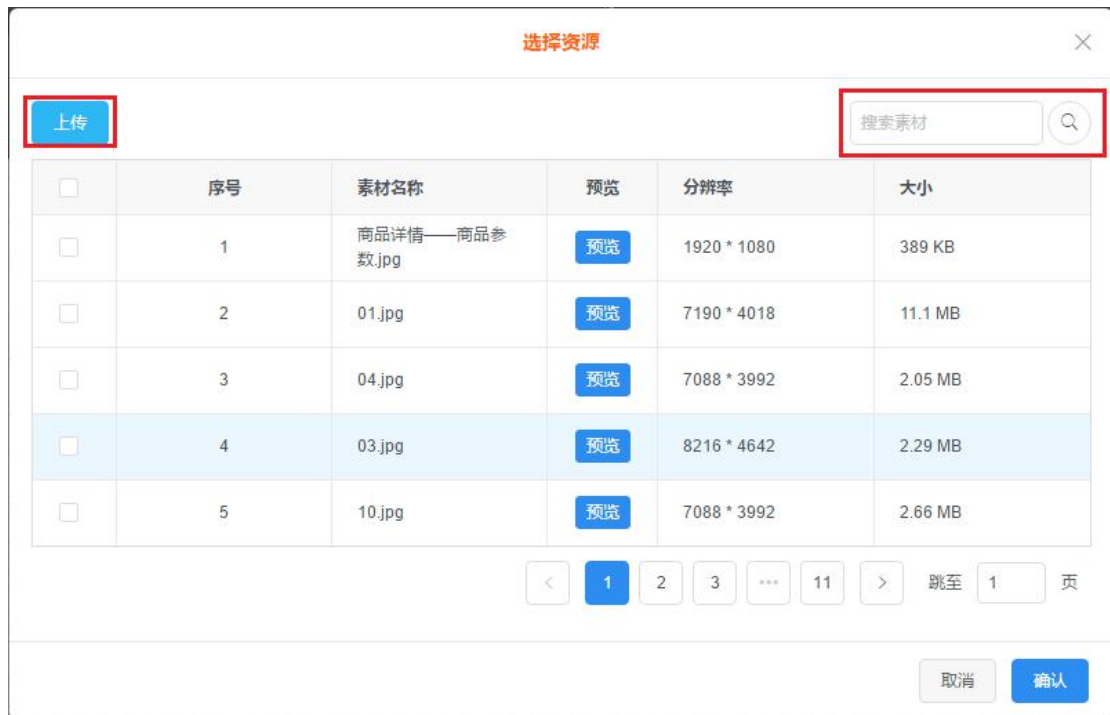 选择资源
上传
搜索素材
序号 素材名称 预览 分辨率 大小
1 商品详情——商品参 预览 1920 * 1080 389 KB
数.jpg
2 01.jpg 预览 7190 * 4018 11.1 MB
3 04.jpg 预览 7088 * 3992 2.05 MB
4 03.jpg 预览 8216 * 4642 2.29 MB
5 10.jpg 预览 7088 * 3992 2.66 MB
< 1 2 3 ••• 11 > 跳至 1 页
取消 确认